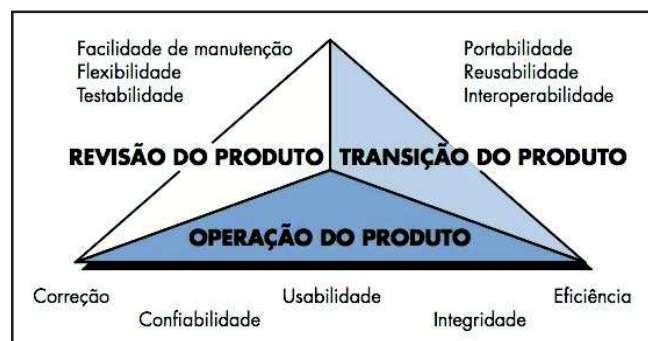 Facilidade de manutenção
Flexibilidade
Testabilidade
Portabilidade
Reusabilidade
Interoperabilidade
REVISÃO DO PRODUTO
TRANSIÇÃO DO PRODUTO
OPERAÇÃO DO PRODUTO
Correção
Usabilidade
Eficiência
Confiabilidade
Integridade